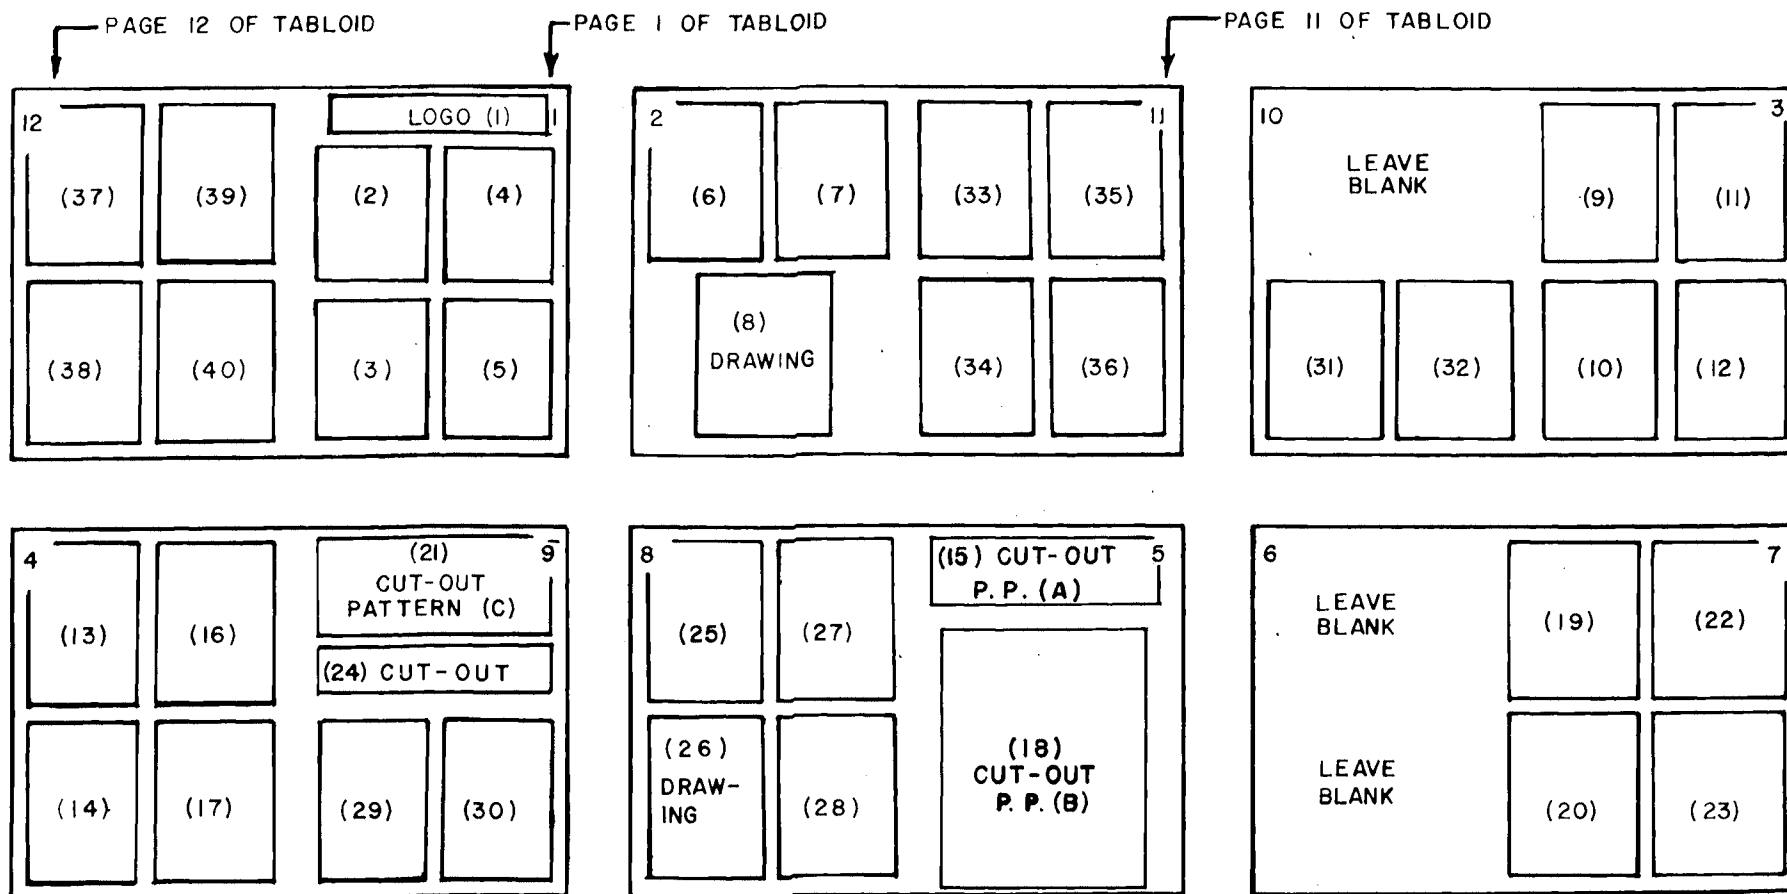 PAGE 12 OF TABLOID
PAGE 1 OF TABLOID
PAGE 11 OF TABLOID
12
LOGO (1)
1
(37)
(39)
(2)
(4)
(38)
(40)
(3)
(5)
2
11
(6)
(7)
(33)
(35)
(8)
DRAWING
(34)
(36)
10
3
LEAVE
BLANK
(9)
(11)
(31)
(32)
(10)
(12)
4
9
(21)
CUT-OUT
PATTERN (C)
(13)
(16)
(24) CUT-OUT
(14)
(17)
(29)
(30)
8
5
(15) CUT-OUT
P. P. (A)
(25)
(27)
(26)
DRAW-
ING
(28)
(18)
CUT-OUT
P. P. (B)
6
7
LEAVE
BLANK
(19)
(22)
LEAVE
BLANK
(20)
(23)